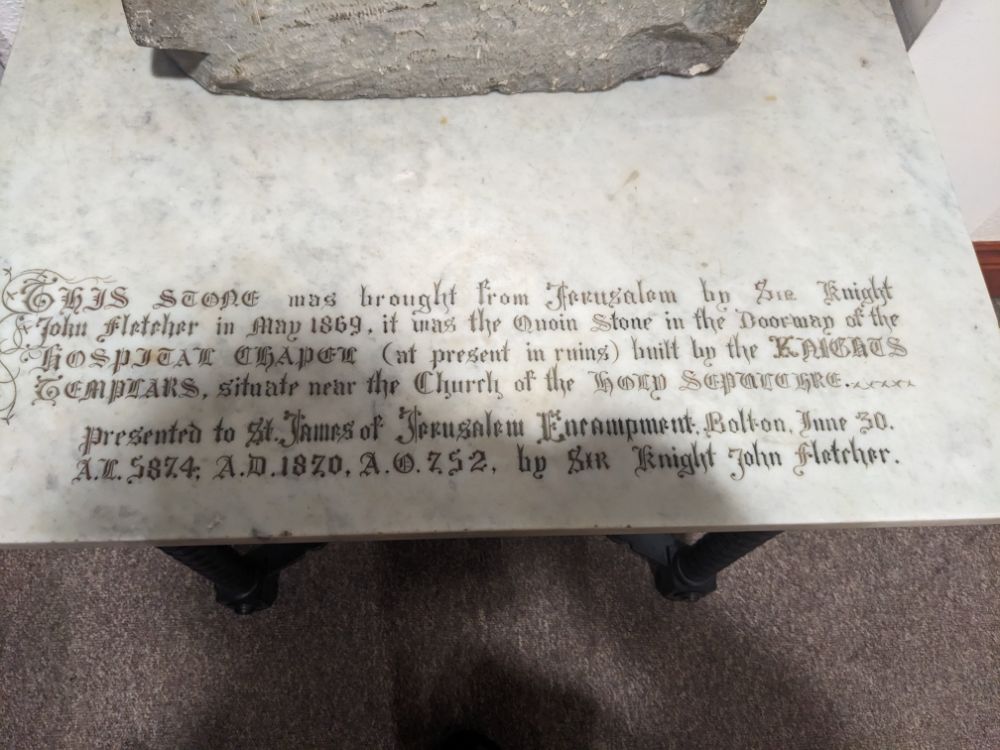 THIS STONE was brought from Jerusalem by SIR Knight
John Fletcher in May 1869, it was the Quoin Stone in the Doorway of the
HOSPITAL CHAPEL (at present in ruins) built by the KNIGHTS
TEMPLARS, situate near the Church of the HOLY SEPULCHRE.
Presented to St. James of Jerusalem Encampment, Bolton, June 30.
A.L. 5874; A.D. 1870, A.O. 752, by SIR Knight John Fletcher.